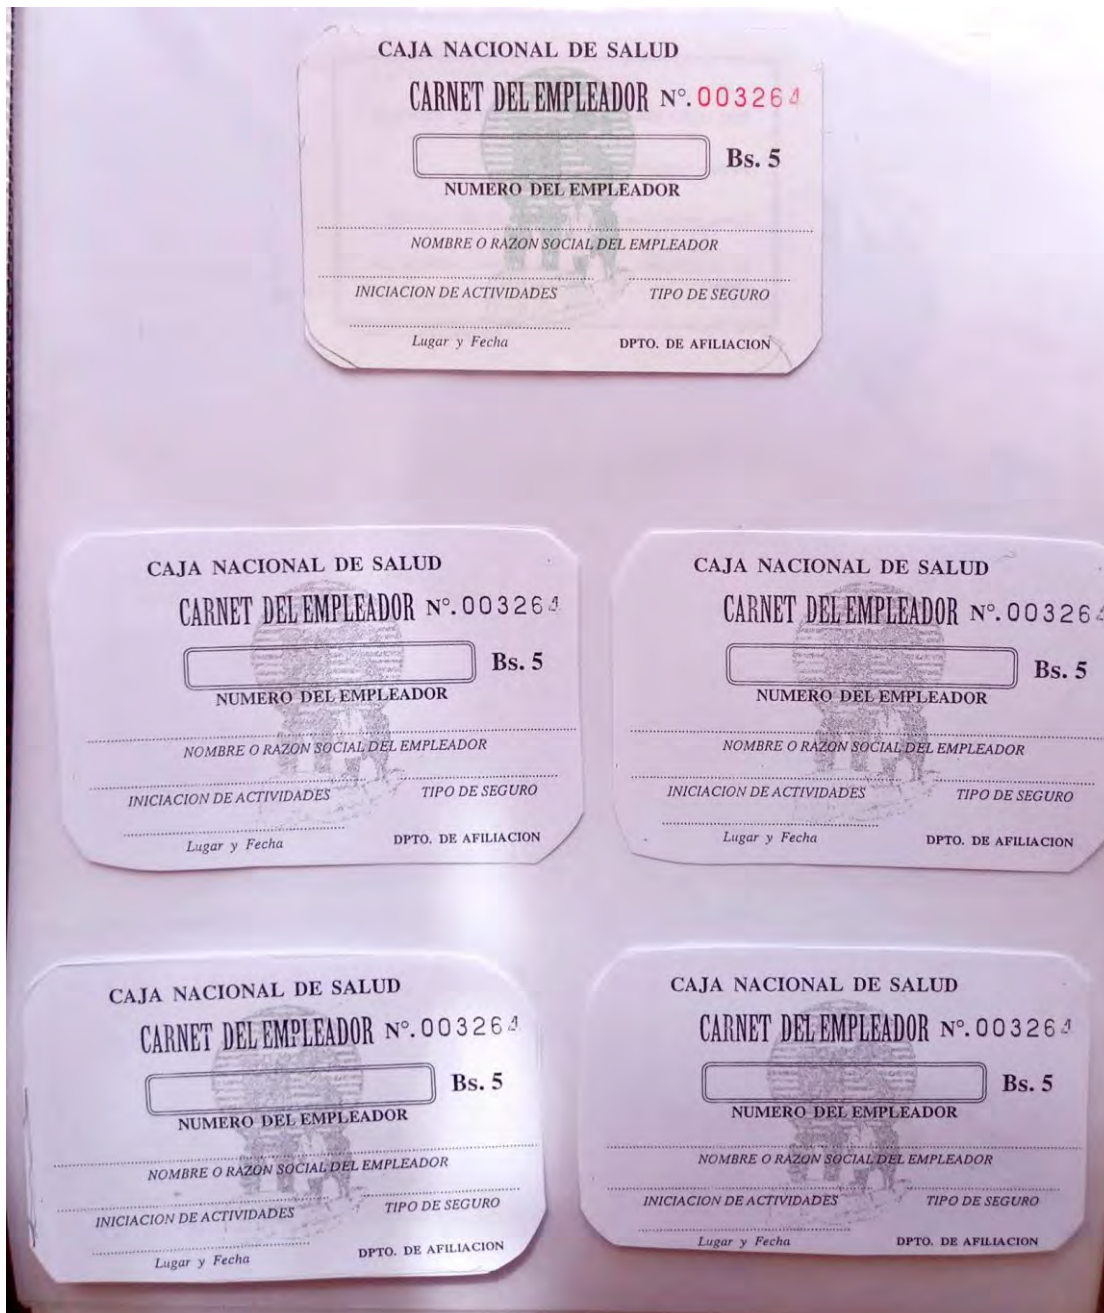 CAJA NACIONAL DE SALUD
CARNET DEL EMPLEADOR Nº. 003264
Bs. 5
NUMERO DEL EMPLEADOR
NOMBRE O RAZON SOCIAL DEL EMPLEADOR
INICIACION DE ACTIVIDADES TIPO DE SEGURO
Lugar y Fecha DPTO. DE AFILIACION
CAJA NACIONAL DE SALUD
CARNET DEL EMPLEADOR Nº. 003264
Bs. 5
NUMERO DEL EMPLEADOR
NOMBRE O RAZON SOCIAL DEL EMPLEADOR
INICIACION DE ACTIVIDADES TIPO DE SEGURO
Lugar y Fecha DPTO. DE AFILIACION
CAJA NACIONAL DE SALUD
CARNET DEL EMPLEADOR Nº. 003264
Bs. 5
NUMERO DEL EMPLEADOR
NOMBRE O RAZON SOCIAL DEL EMPLEADOR
INICIACION DE ACTIVIDADES TIPO DE SEGURO
Lugar y Fecha DPTO. DE AFILIACION
CAJA NACIONAL DE SALUD
CARNET DEL EMPLEADOR Nº. 003264
Bs. 5
NUMERO DEL EMPLEADOR
NOMBRE O RAZON SOCIAL DEL EMPLEADOR
INICIACION DE ACTIVIDADES TIPO DE SEGURO
Lugar y Fecha DPTO. DE AFILIACION
CAJA NACIONAL DE SALUD
CARNET DEL EMPLEADOR Nº. 003264
Bs. 5
NUMERO DEL EMPLEADOR
NOMBRE O RAZON SOCIAL DEL EMPLEADOR
INICIACION DE ACTIVIDADES TIPO DE SEGURO
Lugar y Fecha DPTO. DE AFILIACION